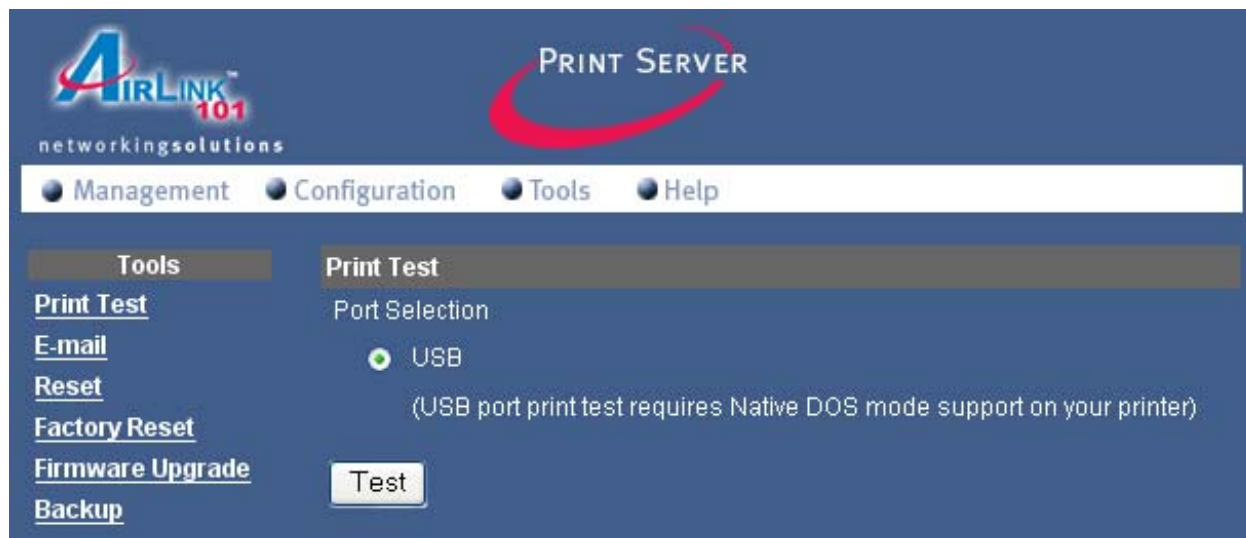 AIRLINK™
101
networkingsolutions
PRINT SERVER
Management Configuration Tools Help
Tools
Print Test
E-mail
Reset
Factory Reset
Firmware Upgrade
Backup
Print Test
Port Selection
USB
(USB port print test requires Native DOS mode support on your printer)
Test